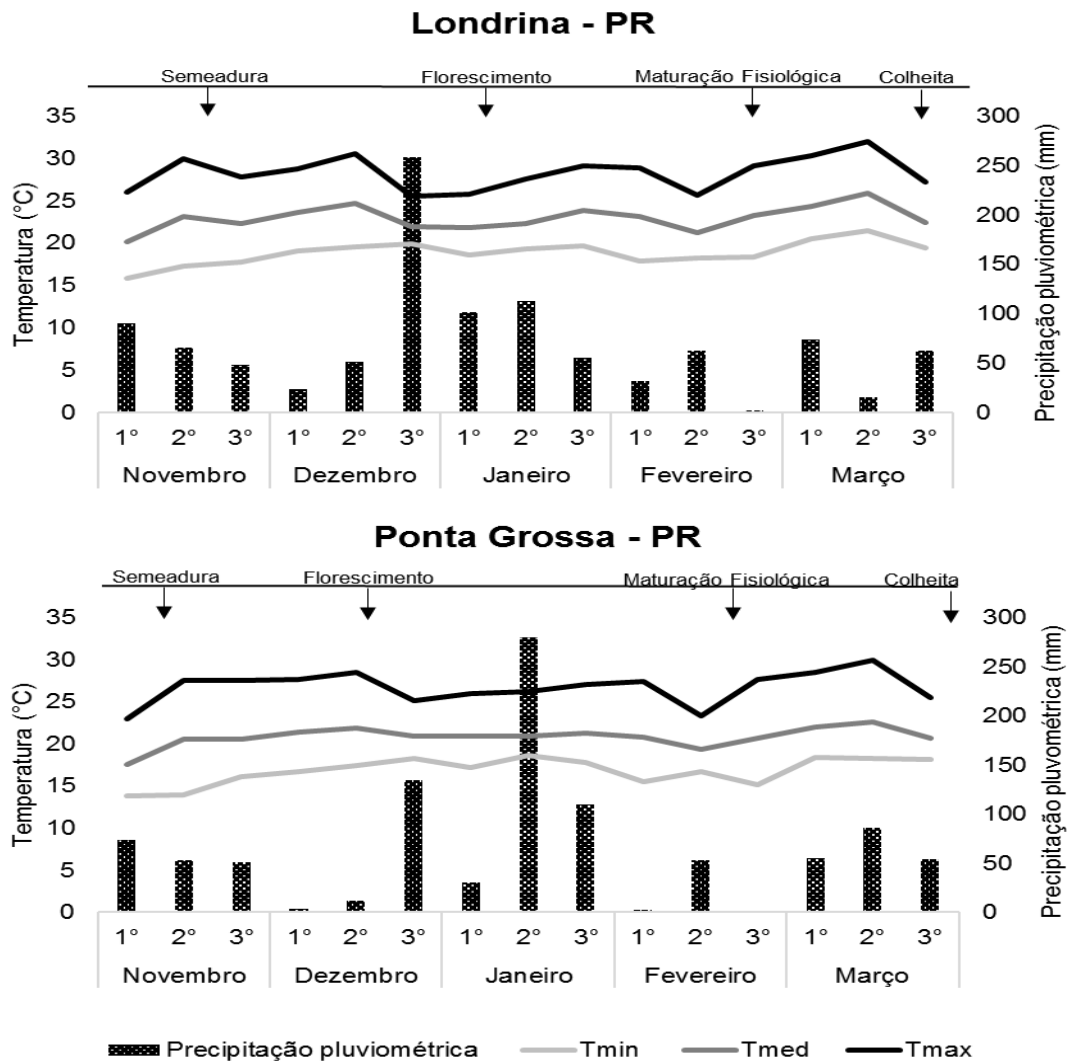 Londrina - PR
Semeadura Florescimento Maturação Fisiológica Colheita
Temperatura (°C)
35
30
25
20
15
10
5
0
Precipitação pluviométrica (mm)
300
250
200
150
100
50
0
1° 2° 3° 1° 2° 3° 1° 2° 3° 1° 2° 3° 1° 2° 3°
Novembro Dezembro Janeiro Fevereiro Março
Ponta Grossa - PR
Semeadura Florescimento Maturação Fisiológica Colheita
Temperatura (°C)
35
30
25
20
15
10
5
0
Precipitação pluvométrica (mm)
300
250
200
150
100
50
0
1° 2° 3° 1° 2° 3° 1° 2° 3° 1° 2° 3° 1° 2° 3°
Novembro Dezembro Janeiro Fevereiro Março
Precipitação pluviométrica Tmin Tmed Tmax